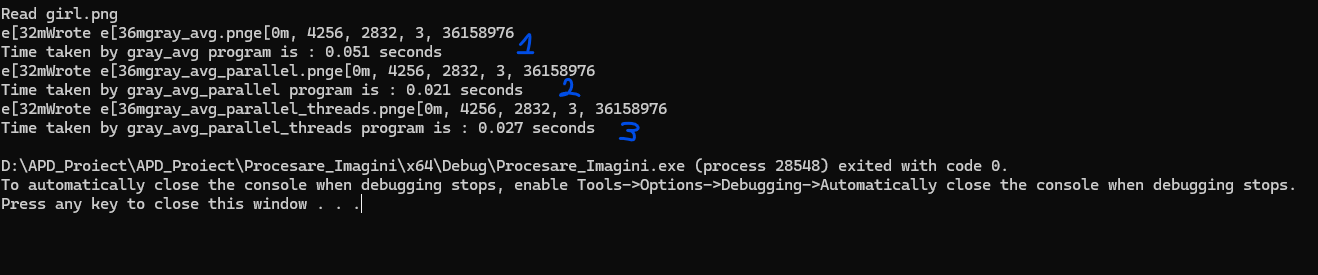 Read girl.png
e[32mWrote e[36mgray_avg.pnge[0m, 4256, 2832, 3, 36158976
1
Time taken by gray_avg program is : 0.051 seconds
e[32mWrote e[36mgray_avg_parallel.pnge[0m, 4256, 2832, 3, 36158976
Time taken by gray_avg_parallel program is : 0.021 seconds
2
e[32mWrote e[36mgray_avg_parallel_threads.pnge[0m, 4256, 2832, 3, 36158976
Time taken by gray_avg_parallel_threads program is : 0.027 seconds
3
D:\APD_Proiect\APD_Proiect\Procesare_Imagini\x64\Debug\Procesare_Imagini.exe (process 28548) exited with code 0.
To automatically close the console when debugging stops, enable Tools->Options->Debugging->Automatically close the console when debugging stops.
Press any key to close this window . . .